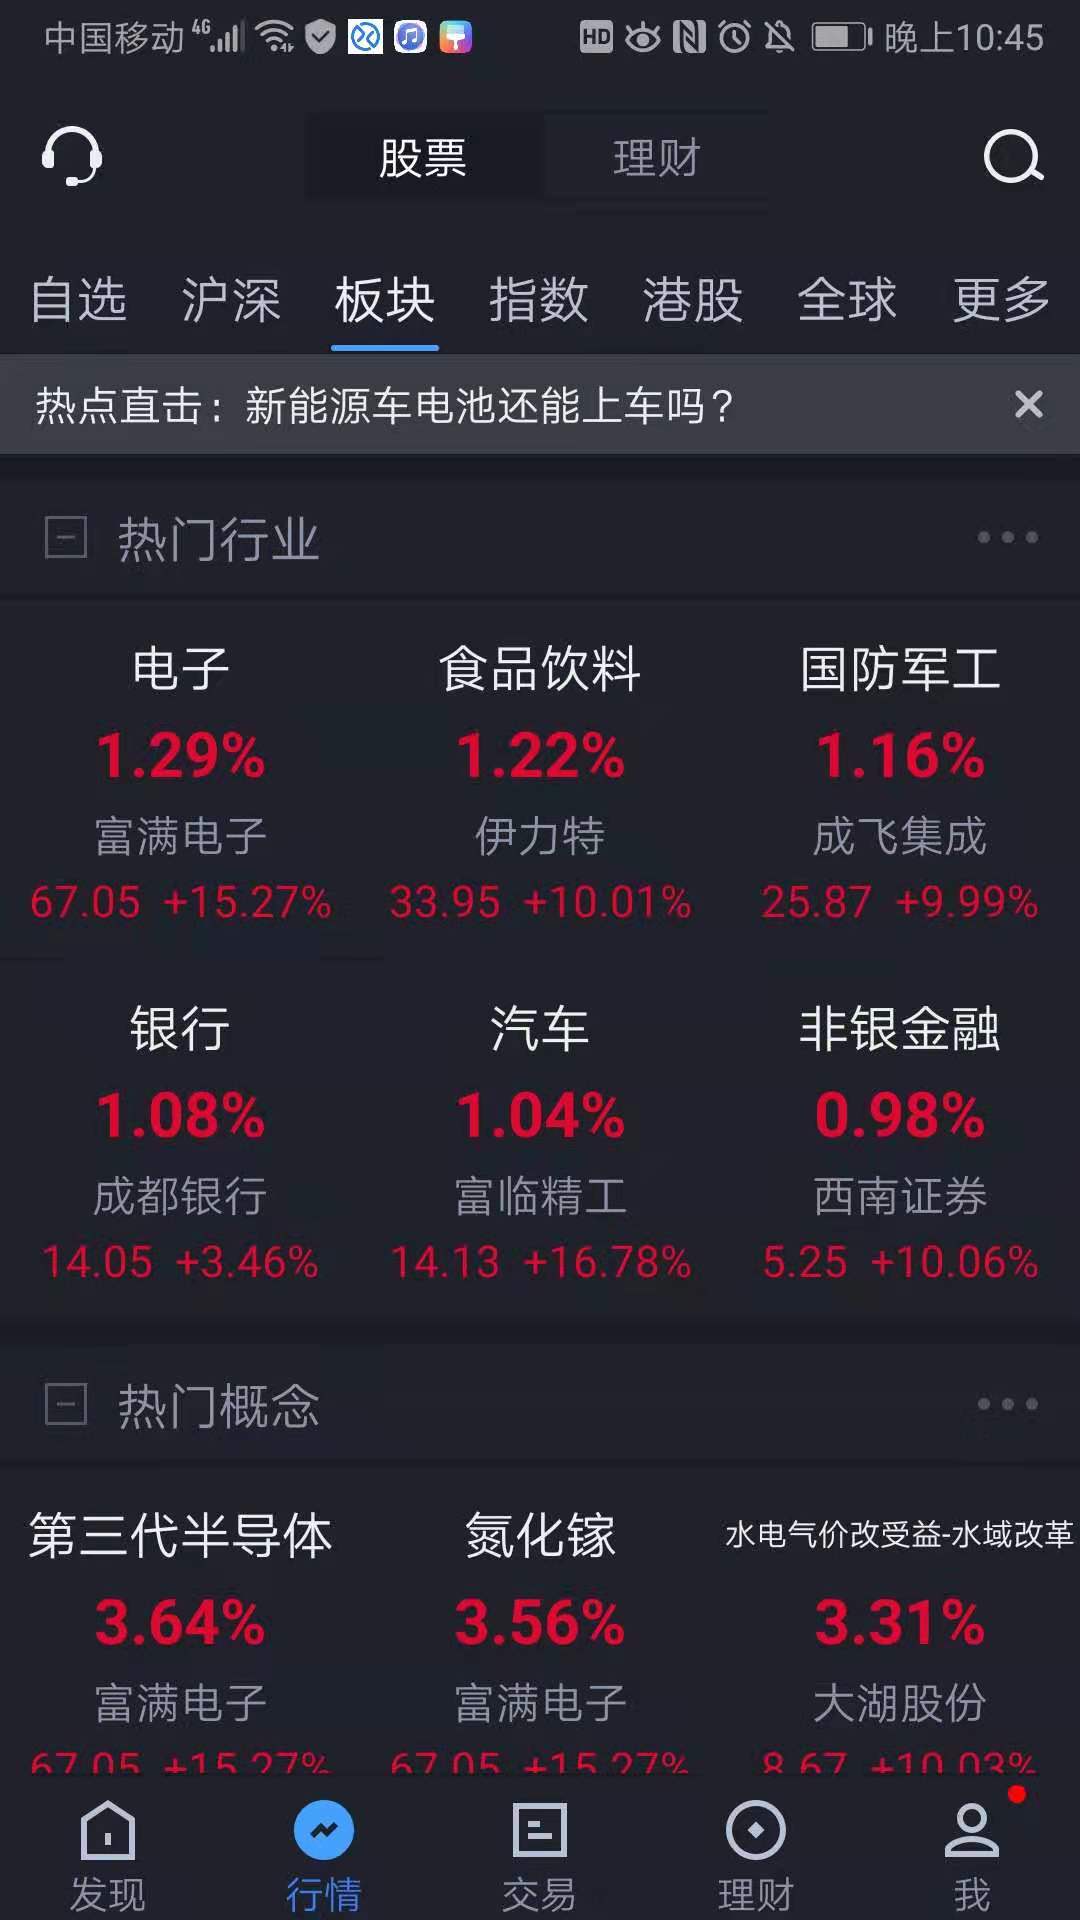 中国移动 4G HD 晚上10:45
股票 理财
自选 沪深 板块 指数 港股 全球 更多
热点直击：新能源车电池还能上车吗？
热门行业
电子 食品饮料 国防军工
1.29% 1.22% 1.16%
富满电子 伊力特 成飞集成
67.05 +15.27% 33.95 +10.01% 25.87 +9.99%
银行 汽车 非银金融
1.08% 1.04% 0.98%
成都银行 富临精工 西南证券
14.05 +3.46% 14.13 +16.78% 5.25 +10.06%
热门概念
第三代半导体 氮化镓 水电气价改受益-水域改革
3.64% 3.56% 3.31%
富满电子 富满电子 大湖股份
67.05 +15.27% 67.05 +15.27% 8.67 +10.03%
发现 行情 交易 理财 我